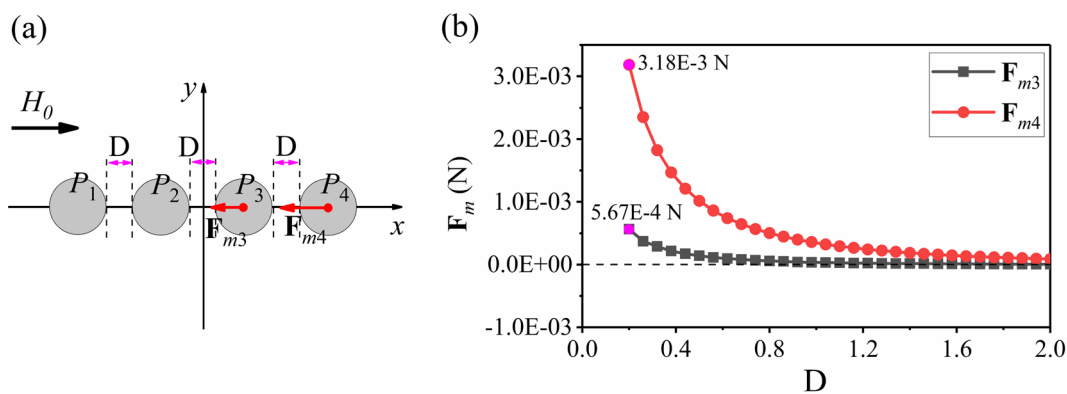 (a)
H₀
y
D D D
P₁ P₂ P₃ P₄
x
Fₘ₃ Fₘ₄
(b)
3.0E-03
2.0E-03
1.0E-03
0.0E+00
-1.0E-03
Fₘ (N)
3.18E-3 N
5.67E-4 N
Fₘ₃
Fₘ₄
0.0 0.4 0.8 1.2 1.6 2.0
D